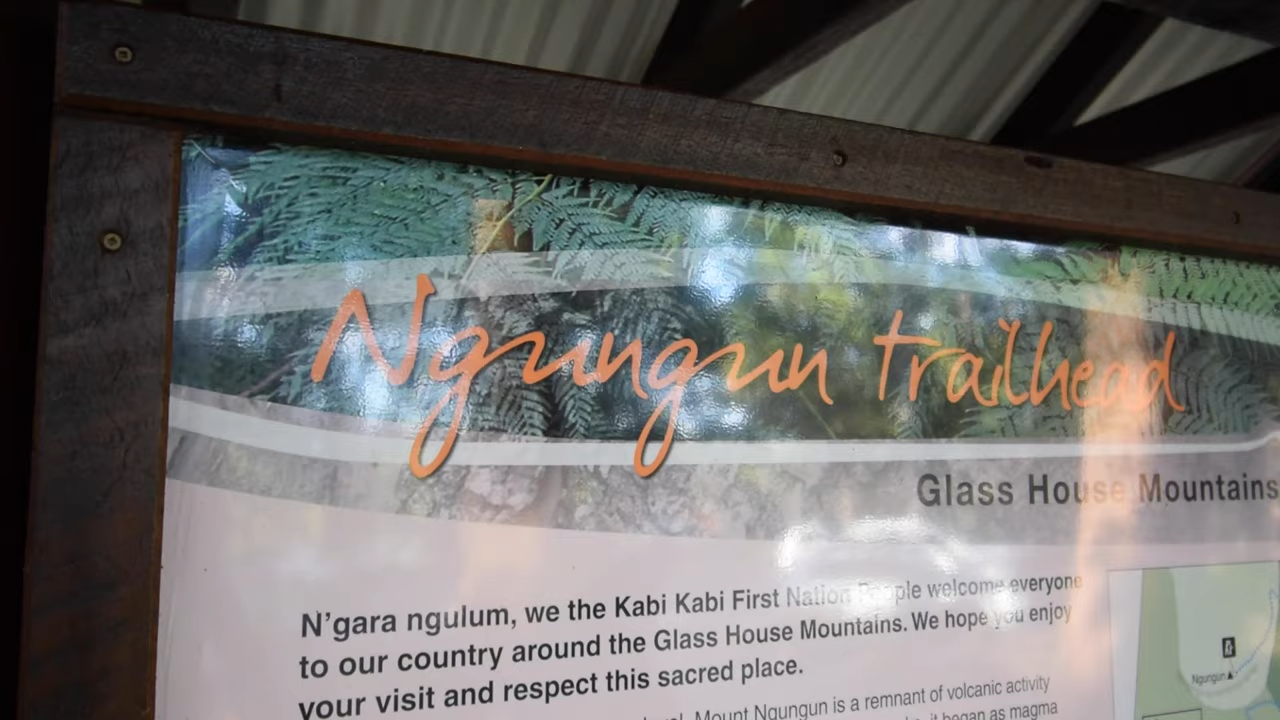 Ngungun trailhead
Glass House Mountains
N'gara ngulum, we the Kabi Kabi First Nation People welcome everyone
to our country around the Glass House Mountains. We hope you enjoy
your visit and respect this sacred place.
Mount Ngungun is a remnant of volcanic activity
it began as magma
Ngungun